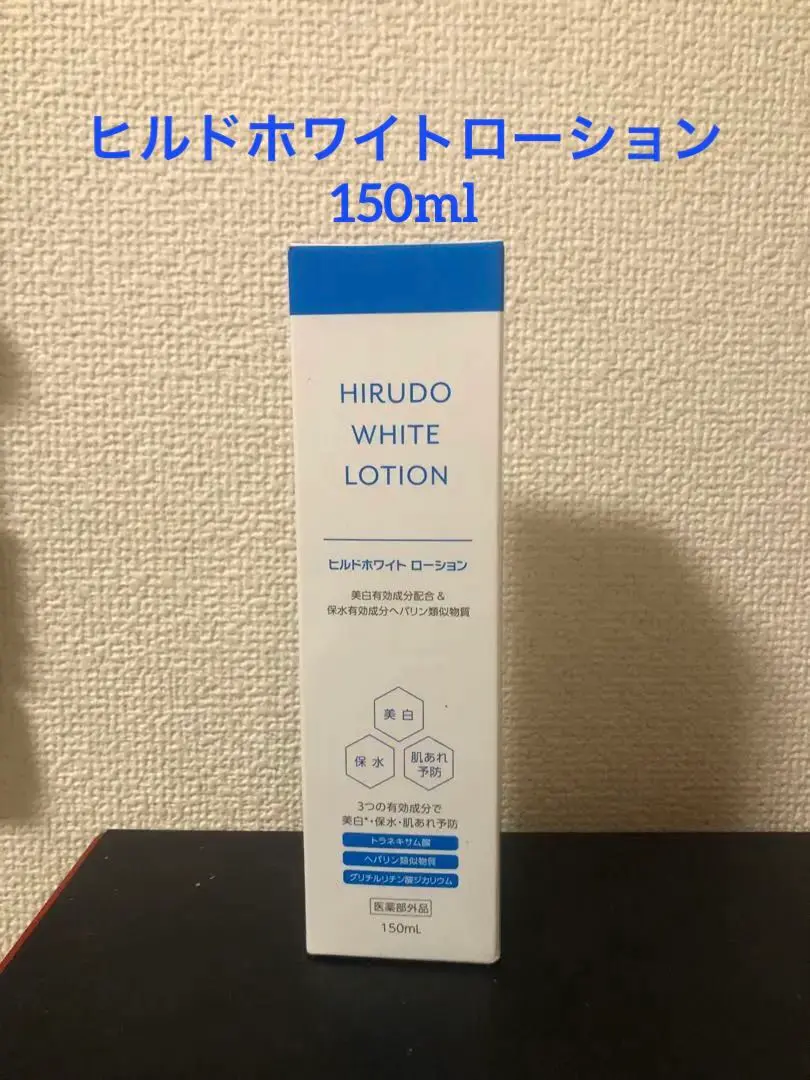 ヒルドホワイトローション
150ml
HIRUDO
WHITE
LOTION
ヒルドホワイト ローション
美白有効成分配合 &
保水有効成分ヘパリン類似物質
美白
保水
肌あれ
予防
3つの有効成分で
美白*・保水・肌あれ予防
トラネキサム酸
ヘパリン類似物質
グリチルリチン酸ジカリウム
医薬部外品
150mL